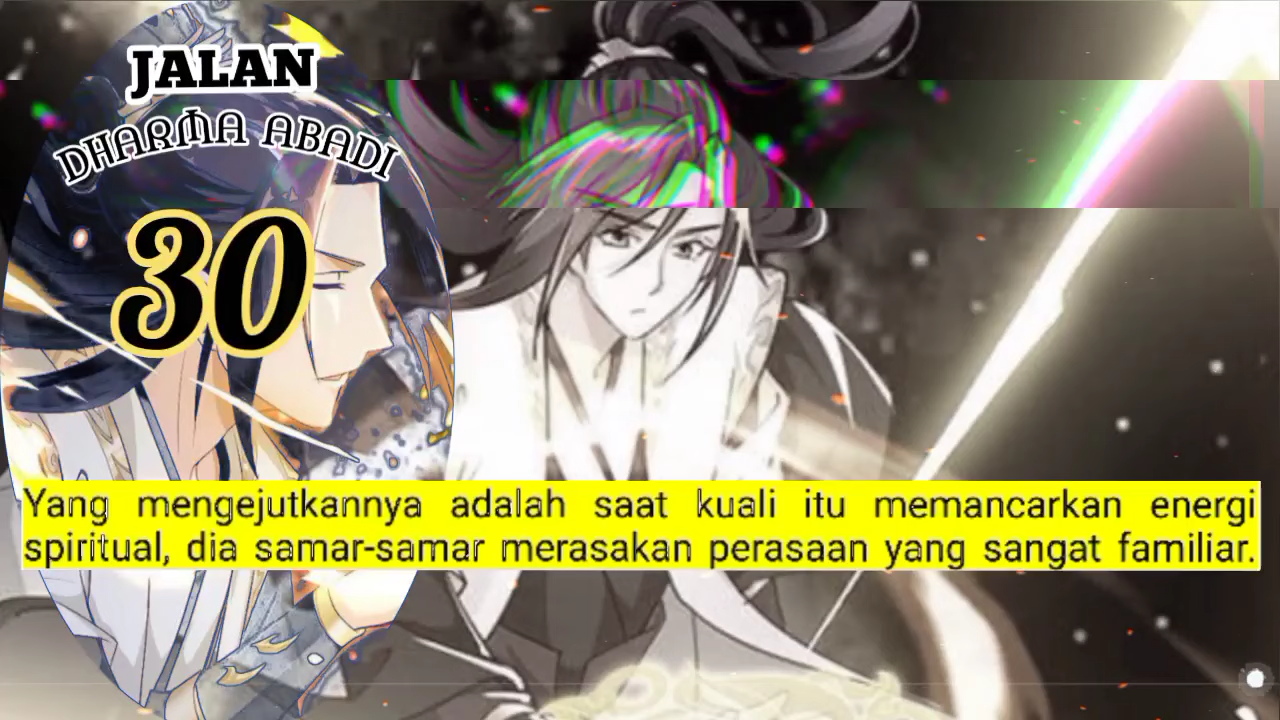 JALAN
DHARMA ABADI
30
Yang mengejutkannya adalah saat kuali itu memancarkan energi
spiritual, dia samar-samar merasakan perasaan yang sangat familiar.